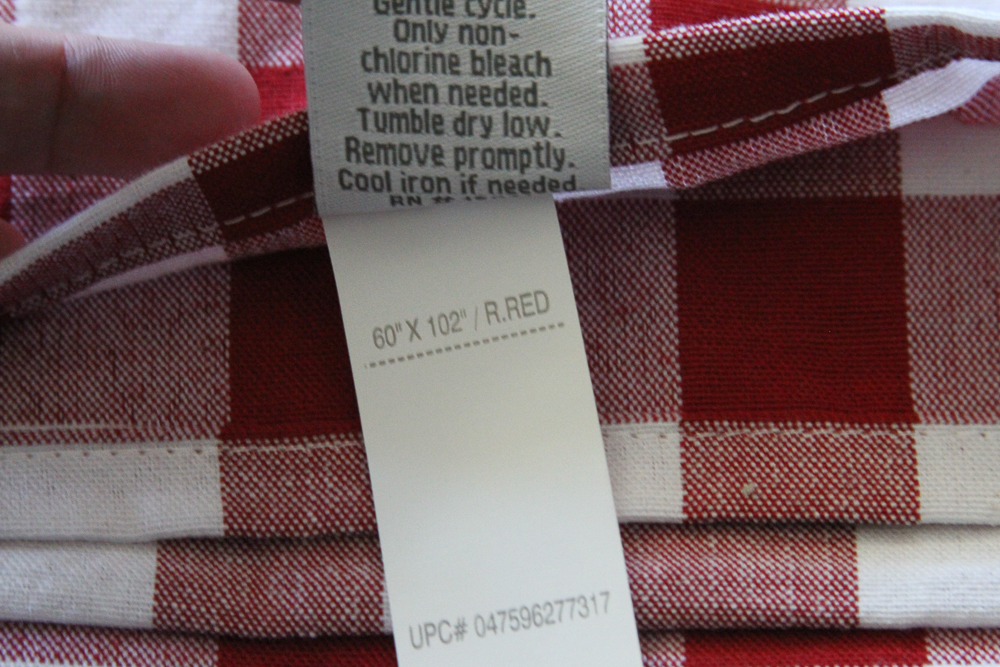 Gentle cycle.
Only non-
chlorine bleach
when needed.
Tumble dry low.
Remove promptly.
Cool iron if needed
RN #
60" X 102" / R.RED
UPC# 047596277317